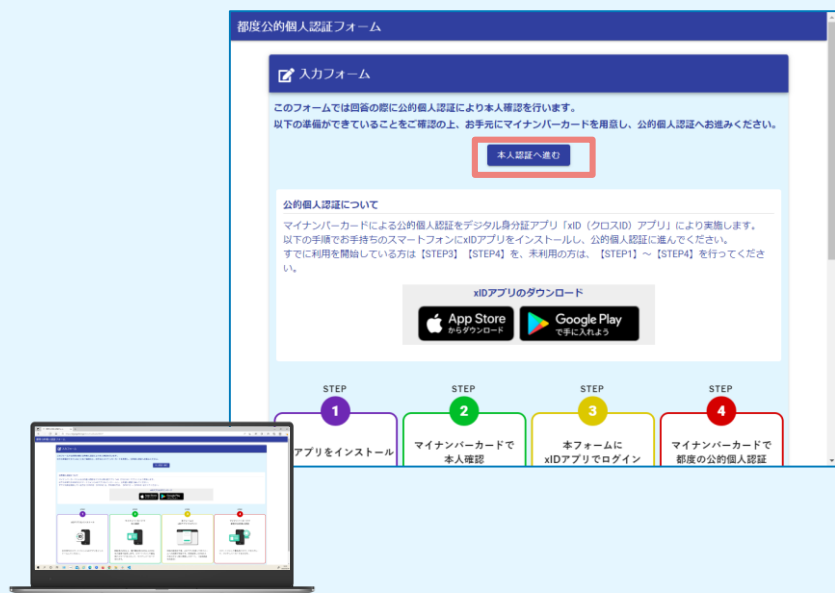 都度公的個人認証フォーム
入力フォーム
このフォームでは回答の際に公的個人認証により本人確認を行います。
以下の準備ができていることをご確認の上、お手元にマイナンバーカードを用意し、公的個人認証へお進みください。
本人認証へ進む
公的個人認証について
マイナンバーカードによる公的個人認証をデジタル身分証アプリ「xID（クロスID）アプリ」により実施します。
以下の手順でお手持ちのスマートフォンにxIDアプリをインストールし、公的個人認証に進んでください。
すでに利用を開始している方は【STEP3】【STEP4】を、未利用の方は、【STEP1】～【STEP4】を行ってくださ
い。
xIDアプリのダウンロード
App Store
からダウンロード
Google Play
で手に入れよう
STEP
1
アプリをインストール
STEP
2
マイナンバーカードで
本人確認
STEP
3
本フォームに
xIDアプリでログイン
STEP
4
マイナンバーカードで
都度の公的個人認証